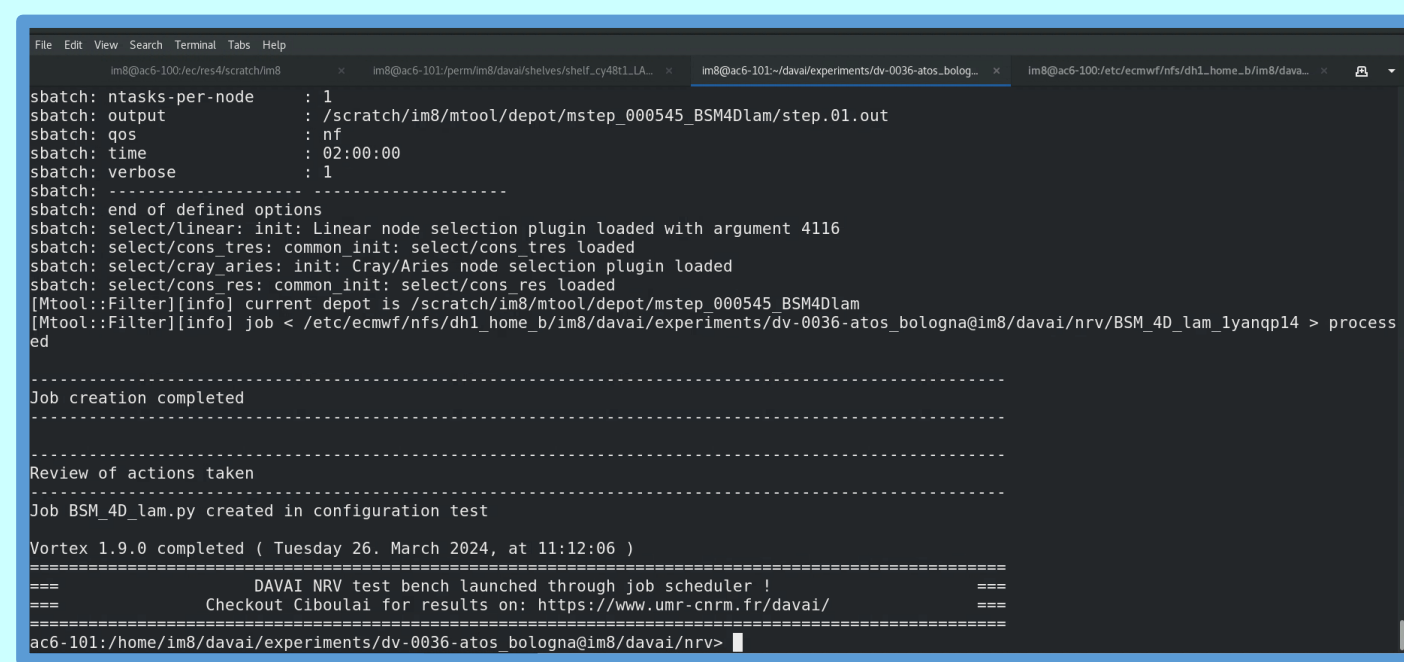 File Edit View Search Terminal Tabs Help
im8@ac6-100:/ec/res4/scratch/im8 × im8@ac6-101:/perm/im8/davai/shelves/shelf_cy48t1_LA... × im8@ac6-101:~/davai/experiments/dv-0036-atos_bolog... × im8@ac6-100:/etc/ecmwf/nfs/dh1_home_b/im8/dava... ×
sbatch: ntasks-per-node     : 1
sbatch: output              : /scratch/im8/mtool/depot/mstep_000545_BSM4Dlam/step.01.out
sbatch: qos                 : nf
sbatch: time                : 02:00:00
sbatch: verbose             : 1
sbatch: -------------------- --------------------
sbatch: end of defined options
sbatch: select/linear: init: Linear node selection plugin loaded with argument 4116
sbatch: select/cons_tres: common_init: select/cons_tres loaded
sbatch: select/cray_aries: init: Cray/Aries node selection plugin loaded
sbatch: select/cons_res: common_init: select/cons_res loaded
[Mtool::Filter][info] current depot is /scratch/im8/mtool/depot/mstep_000545_BSM4Dlam
[Mtool::Filter][info] job < /etc/ecmwf/nfs/dh1_home_b/im8/davai/experiments/dv-0036-atos_bologna@im8/davai/nrv/BSM_4D_lam_1yanqp14 > process
ed
----------------------------------------------------------------------------------------------------
Job creation completed
----------------------------------------------------------------------------------------------------
----------------------------------------------------------------------------------------------------
Review of actions taken
----------------------------------------------------------------------------------------------------
Job BSM_4D_lam.py created in configuration test
Vortex 1.9.0 completed ( Tuesday 26. March 2024, at 11:12:06 )
====================================================================================================
===                    DAVAI NRV test bench launched through job scheduler !                     ===
===               Checkout Ciboulai for results on: https://www.umr-cnrm.fr/davai/               ===
====================================================================================================
ac6-101:/home/im8/davai/experiments/dv-0036-atos_bologna@im8/davai/nrv>